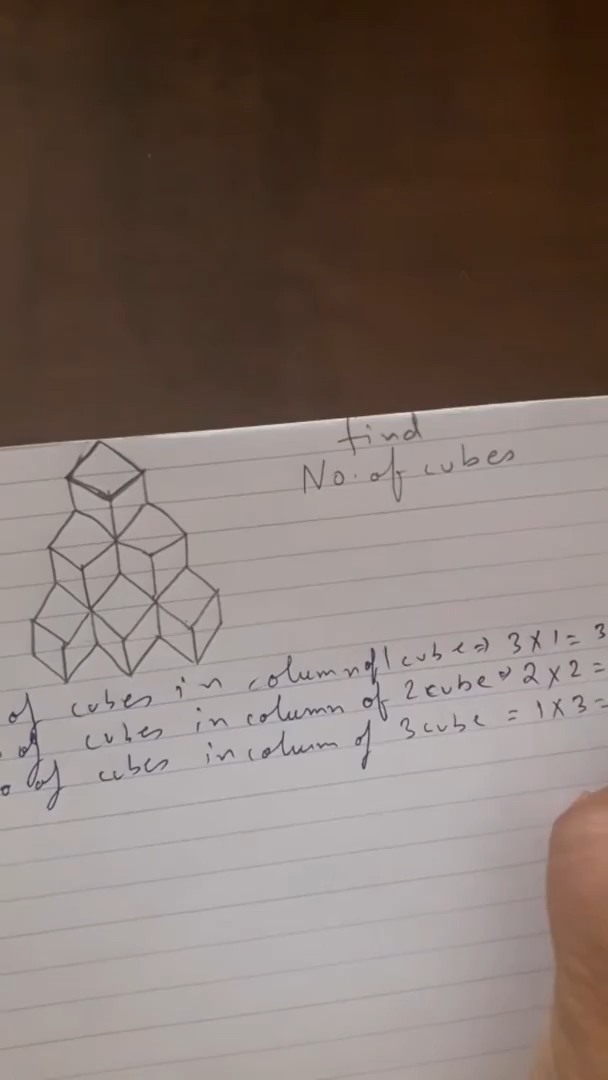 find
No. of cubes
of cubes in column of 1 cube => 3 X 1 = 3
of cubes in column of 2 cube => 2 X 2 =
of cubes in column of 3 cube = 1 X 3 =